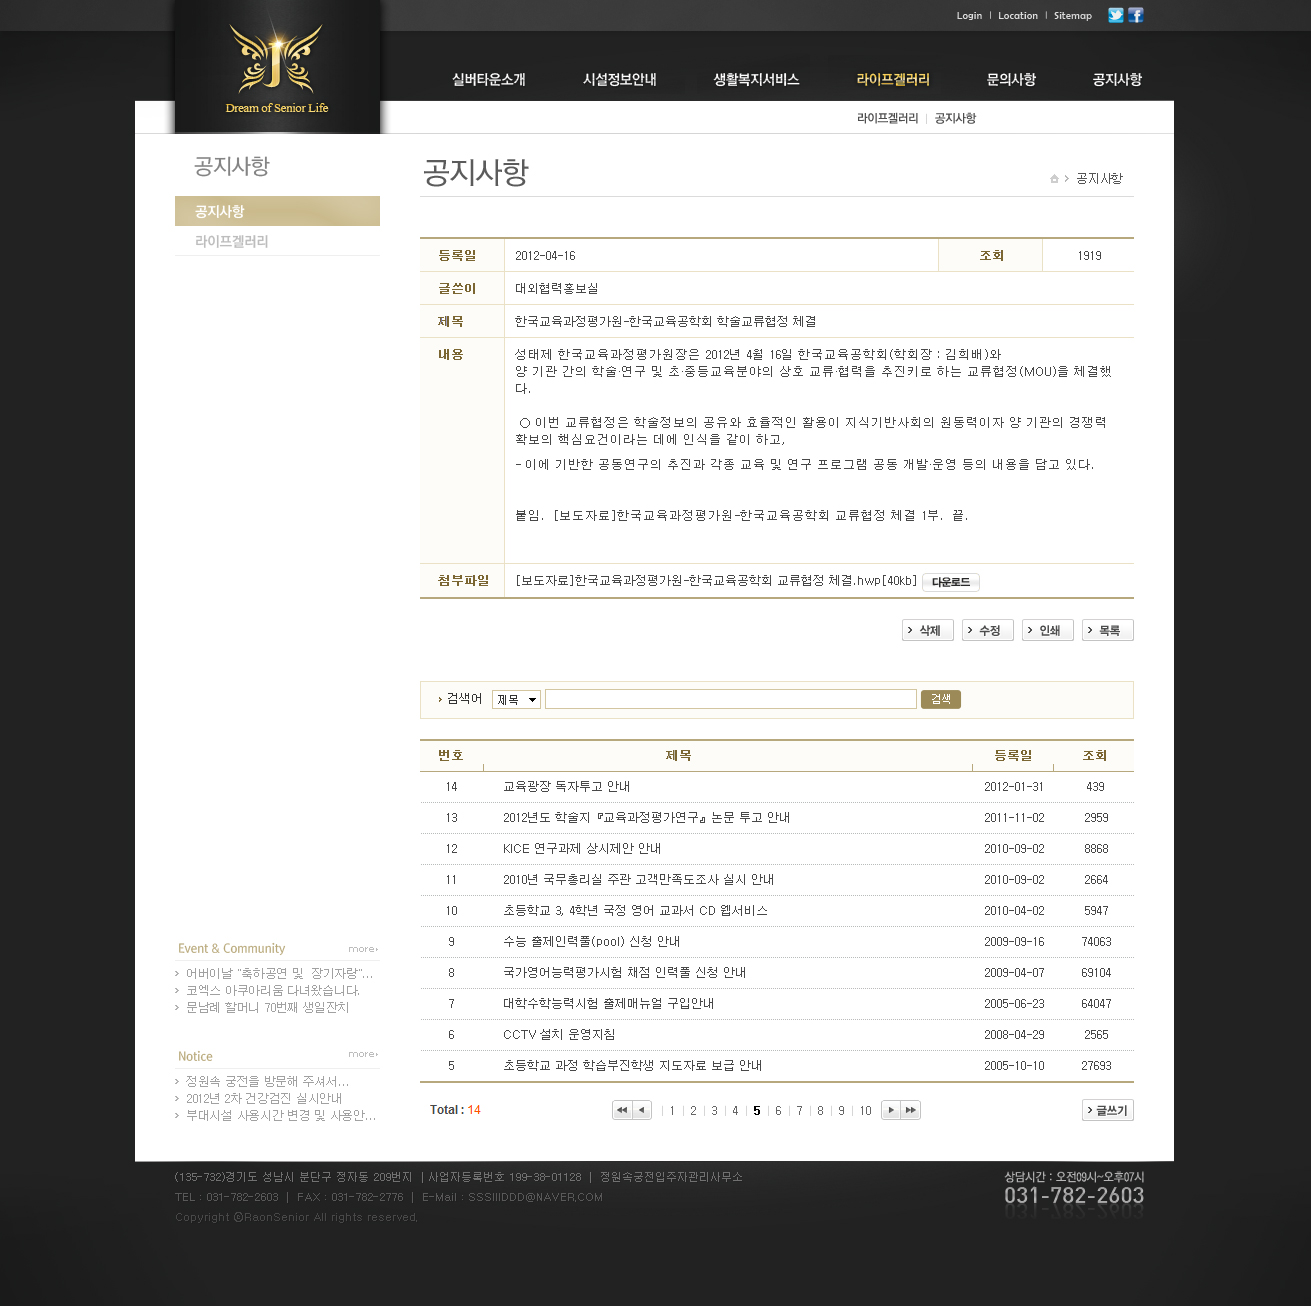 Login | Location | Sitemap
Dream of Senior Life
실버타운소개 시설정보안내 생활복지서비스 라이프겔러리 문의사항 공지사항
라이프겔러리 | 공지사항
공지사항
공지사항
라이프겔러리
공지사항
> 공지사항
등록일 2012-04-16 조회 1919
글쓴이 대외협력홍보실
제목 한국교육과정평가원-한국교육공학회 학술교류협정 체결
내용 성태제 한국교육과정평가원장은 2012년 4월 16일 한국교육공학회(학회장 : 김희배)와
양 기관 간의 학술·연구 및 초·중등교육분야의 상호 교류·협력을 추진키로 하는 교류협정(MOU)을 체결했
다.
○ 이번 교류협정은 학술정보의 공유와 효율적인 활용이 지식기반사회의 원동력이자 양 기관의 경쟁력
확보의 핵심요건이라는 데에 인식을 같이 하고,
- 이에 기반한 공동연구의 추진과 각종 교육 및 연구 프로그램 공동 개발·운영 등의 내용을 담고 있다.
붙임. [보도자료]한국교육과정평가원-한국교육공학회 교류협정 체결 1부. 끝.
첨부파일 [보도자료]한국교육과정평가원-한국교육공학회 교류협정 체결.hwp[40kb] 다운로드
> 삭제 > 수정 > 인쇄 > 목록
검색어 제목 검색
번호 제목 등록일 조회
14 교육광장 독자투고 안내 2012-01-31 439
13 2012년도 학술지『교육과정평가연구』논문 투고 안내 2011-11-02 2959
12 KICE 연구과제 상시제안 안내 2010-09-02 8868
11 2010년 국무총리실 주관 고객만족도조사 실시 안내 2010-09-02 2664
10 초등학교 3, 4학년 국정 영어 교과서 CD 웹서비스 2010-04-02 5947
9 수능 출제인력풀(pool) 신청 안내 2009-09-16 74063
8 국가영어능력평가시험 채점 인력풀 신청 안내 2009-04-07 69104
7 대학수학능력시험 출제매뉴얼 구입안내 2005-06-23 64047
6 CCTV 설치 운영지침 2008-04-29 2565
5 초등학교 과정 학습부진학생 지도자료 보급 안내 2005-10-10 27693
Total : 14 | 1 | 2 | 3 | 4 | 5 | 6 | 7 | 8 | 9 | 10 > 글쓰기
Event & Community more
> 어버이날 "축하공연 및 장기자랑"...
> 코엑스 아쿠아리움 다녀왔습니다.
> 문남례 할머니 70번째 생일잔치
Notice more
> 정원속 궁전을 방문해 주셔서...
> 2012년 2차 건강검진 실시안내
> 부대시설 사용시간 변경 및 사용안...
(135-732)경기도 성남시 분단구 정자동 209번지 | 사업자등록번호 199-38-01128 | 정원속궁전입주자관리사무소
TEL : 031-782-2603 | FAX : 031-782-2776 | E-Mail : SSSIIIDDD@NAVER.COM
Copyright ⓒRaonSenior All rights reserved.
상담시간 : 오전09시~오후07시
031-782-2603